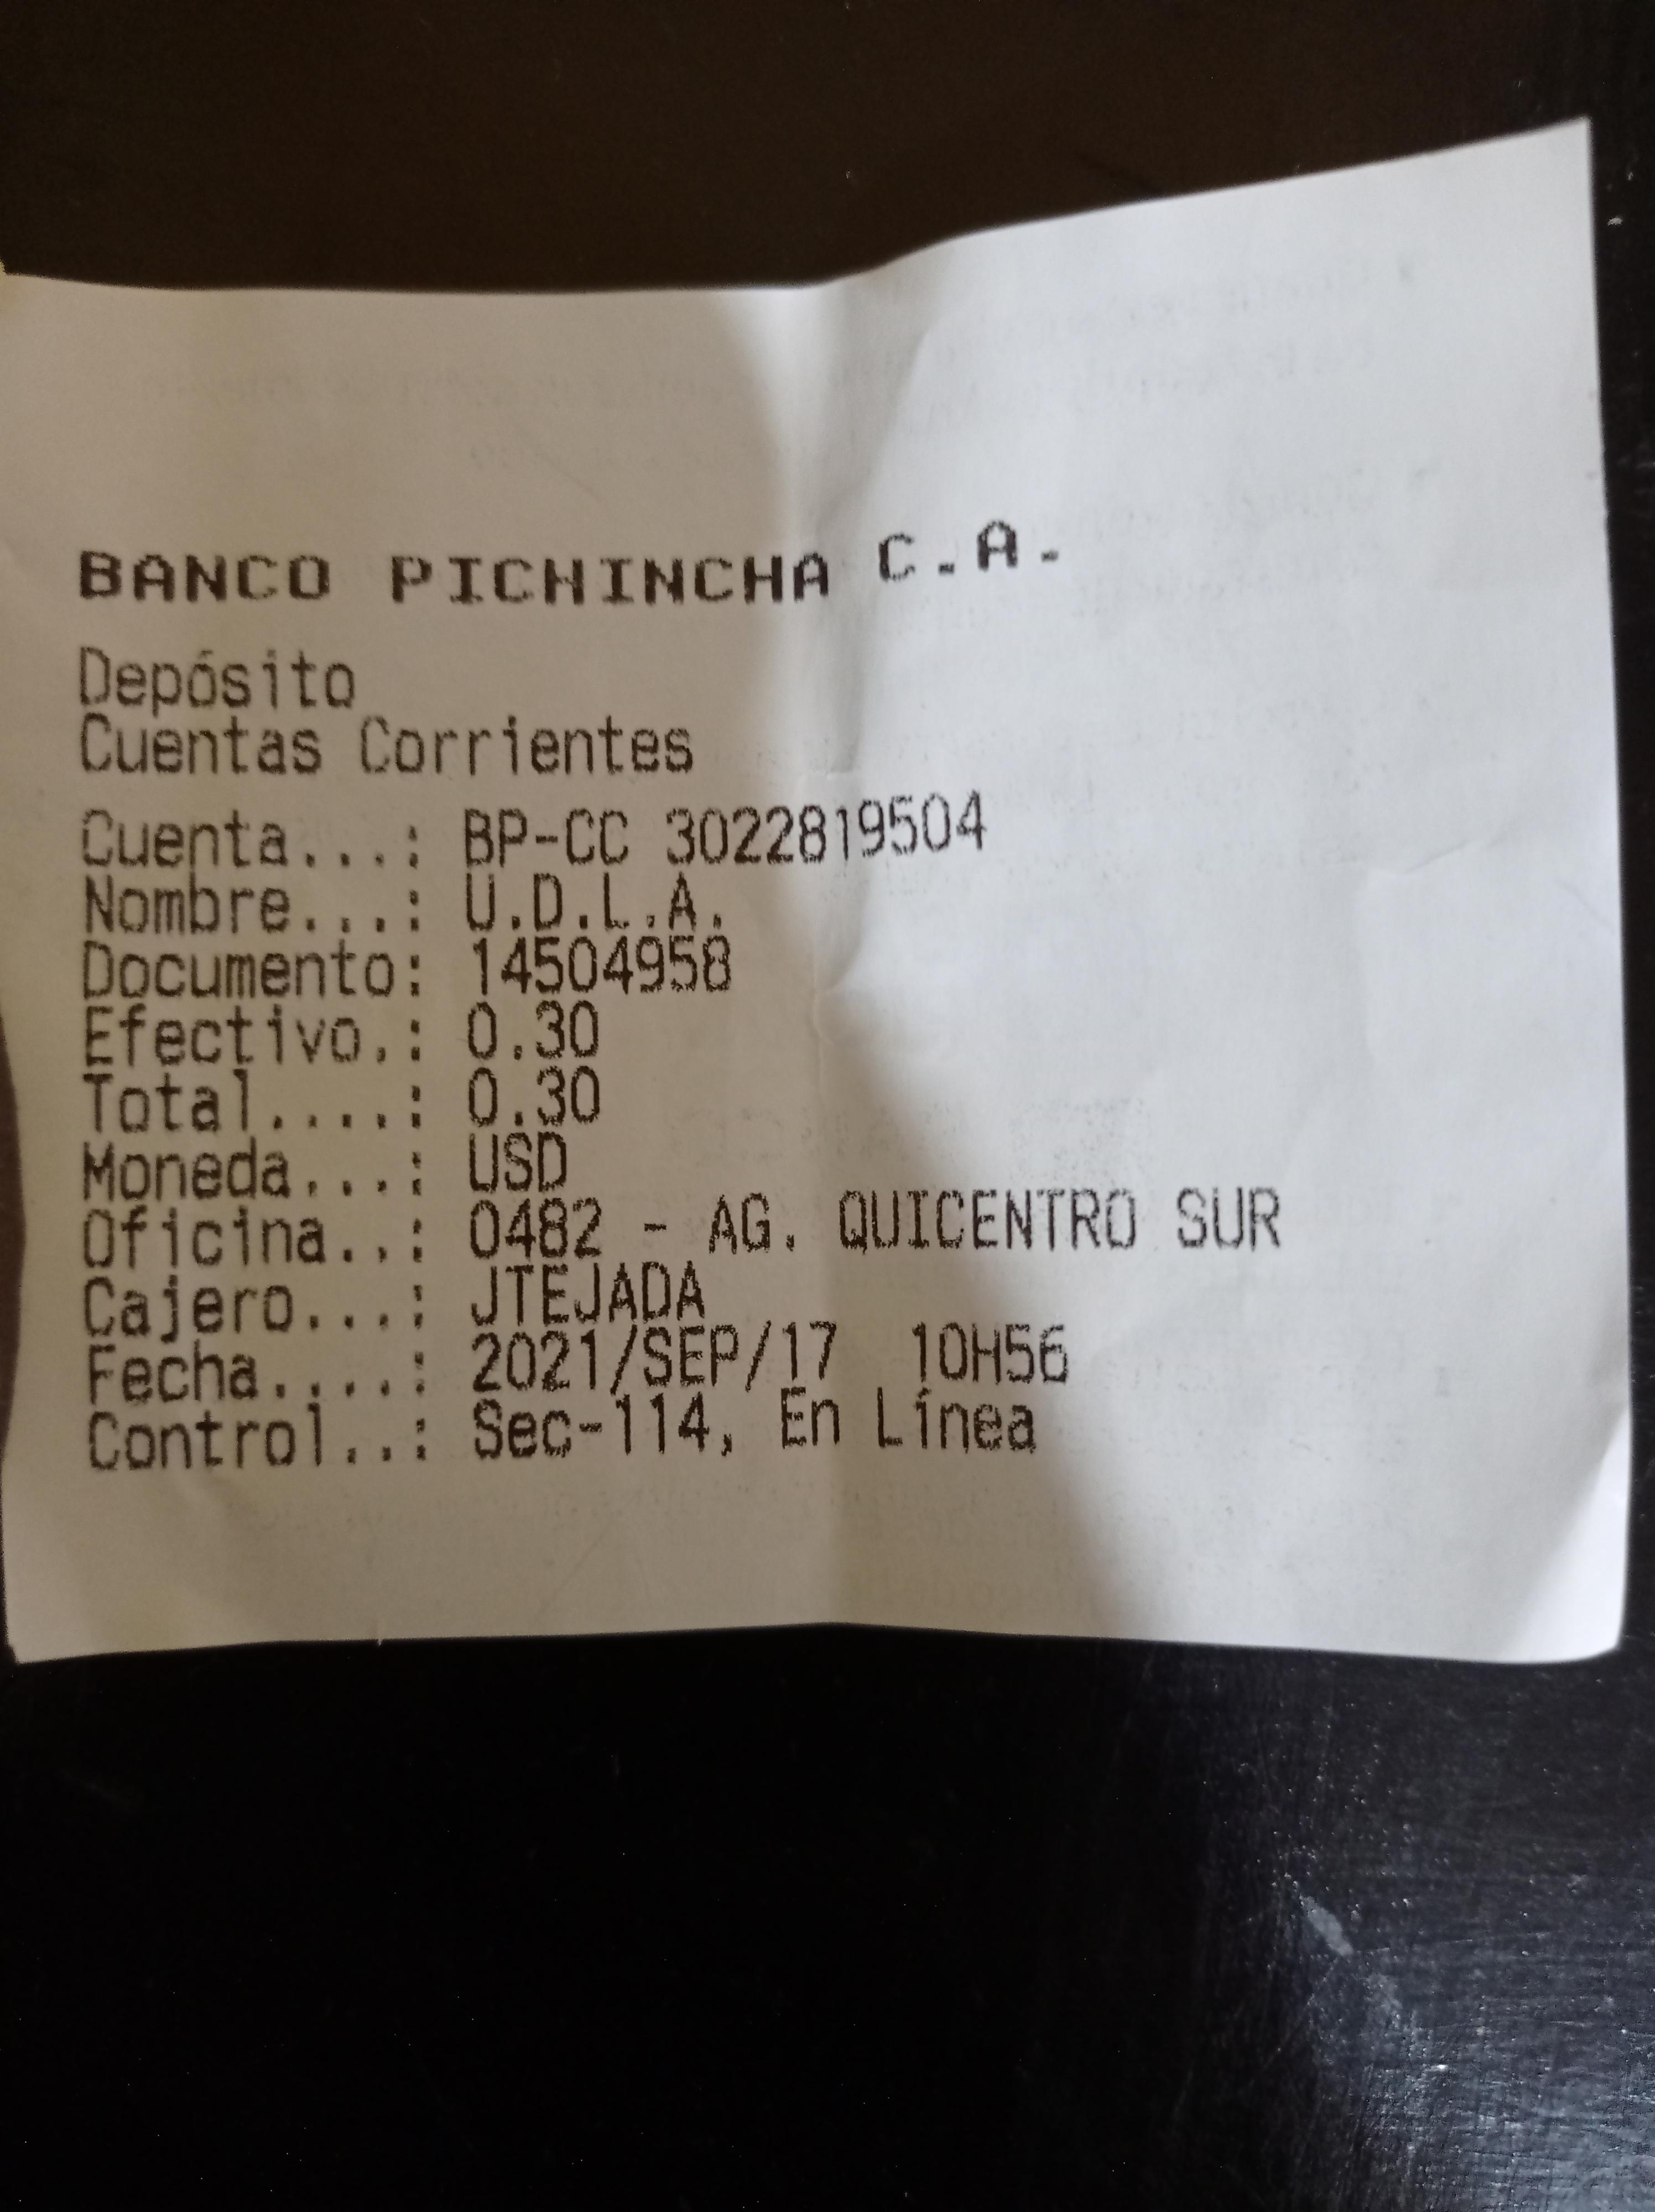 BANCO PICHINCHA C.A.
Depósito
Cuentas Corrientes
Cuenta...: BP-CC 3022819504
Nombre...: U.D.L.A.
Documento: 14504958
Efectivo.: 0.30
Total....: 0.30
Moneda...: USD
Oficina..: 0482 - AG. QUICENTRO SUR
Cajero...: JTEJADA
Fecha....: 2021/SEP/17 10H56
Control..: Sec-114, En Línea